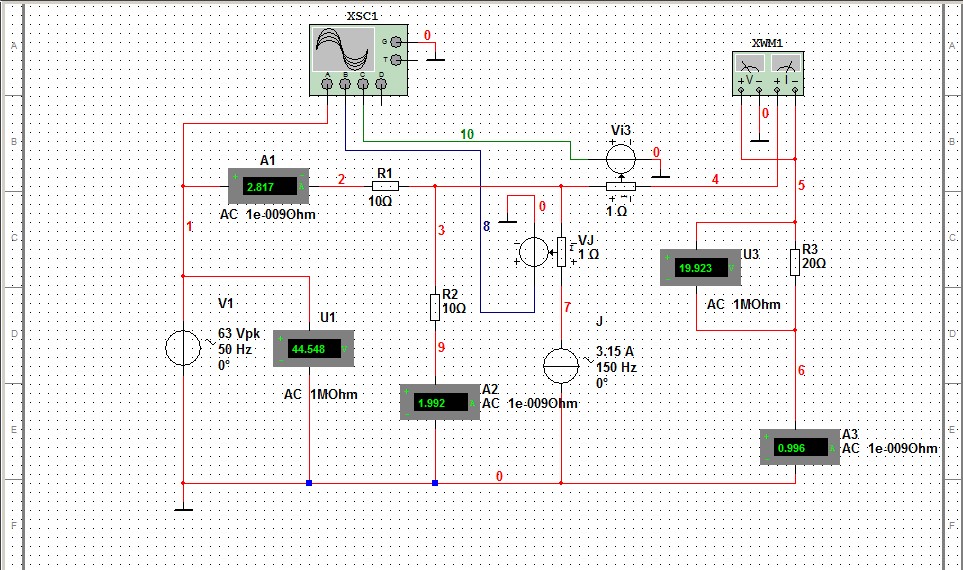 XSC1
G
T
A B C D
0
XWM1
+ V - + I -
0
A
B
C
D
E
F
A
B
C
D
E
F
10
Vi3
+ -
0
A1
+ -
2.817 A
AC 1e-009Ohm
2
R1
10Ω
+ -
1 Ω
4
5
1
3
8
0
-
+
VJ
1 Ω
-
+
U3
+
-
19.923 V
AC 1MOhm
R3
20Ω
R2
10Ω
7
V1
63 Vpk
50 Hz
0°
U1
+
-
44.548 V
AC 1MOhm
9
J
3.15 A
150 Hz
0°
6
A2
+
-
1.992 A
AC 1e-009Ohm
A3
+
-
0.996 A
AC 1e-009Ohm
0